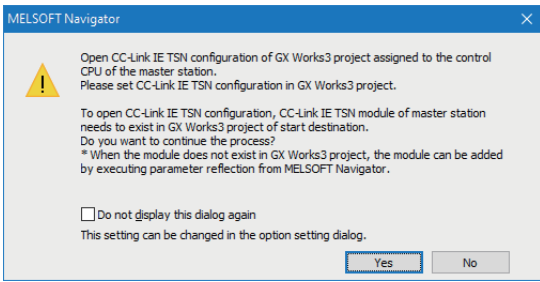 MELSOFT Navigator
Open CC-Link IE TSN configuration of GX Works3 project assigned to the control
CPU of the master station.
Please set CC-Link IE TSN configuration in GX Works3 project.
To open CC-Link IE TSN configuration, CC-Link IE TSN module of master station
needs to exist in GX Works3 project of start destination.
Do you want to continue the process?
* When the module does not exist in GX Works3 project, the module can be added
by executing parameter reflection from MELSOFT Navigator.
Do not display this dialog again
This setting can be changed in the option setting dialog.
Yes No